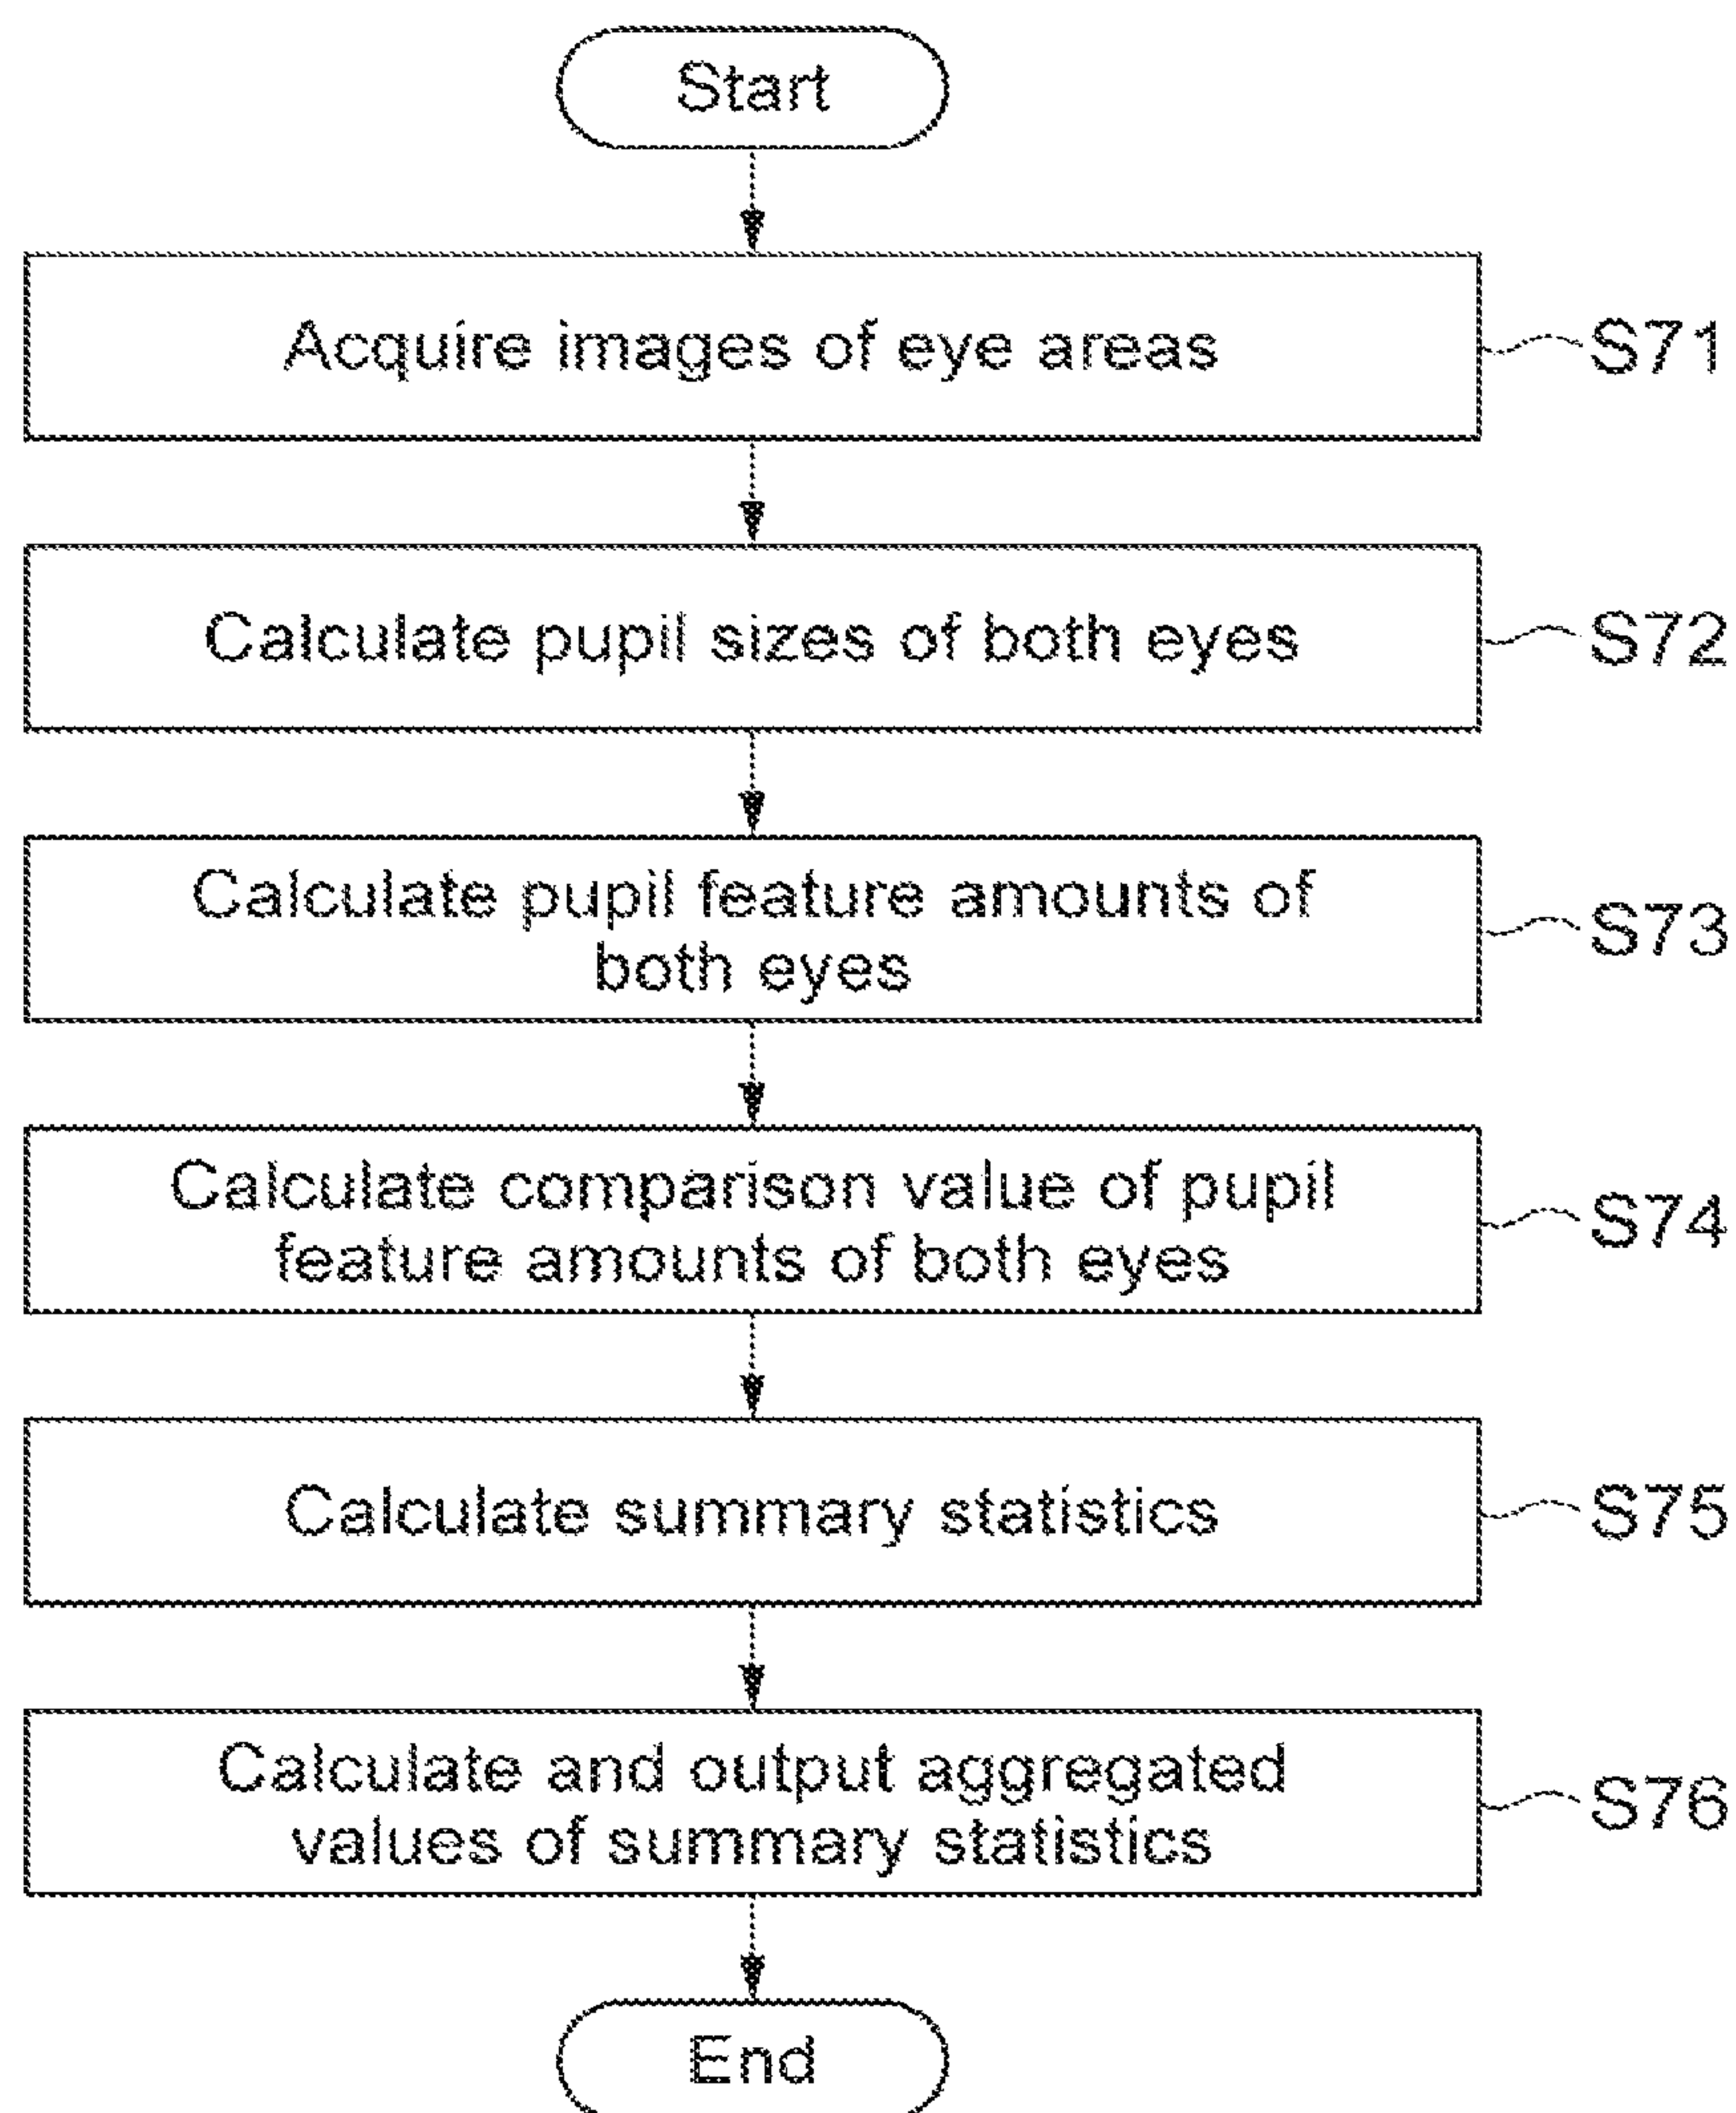 Start
Acquire images of eye areas
S71
Calculate pupil sizes of both eyes
S72
Calculate pupil feature amounts of
both eyes
S73
Calculate comparison value of pupil
feature amounts of both eyes
S74
Calculate summary statistics
S75
Calculate and output aggregated
values of summary statistics
S76
End